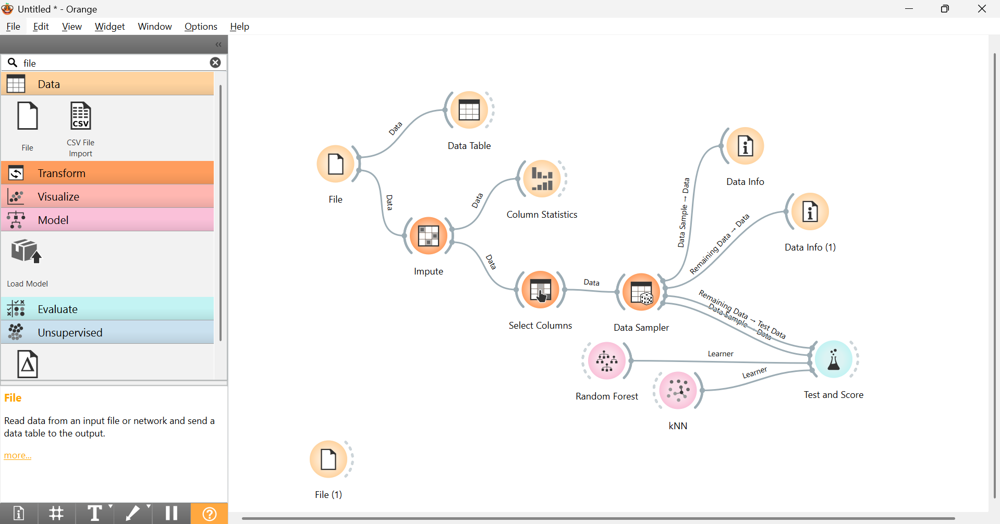 Untitled * - Orange
File Edit View Widget Window Options Help
file
Data
File
CSV
CSV File
Import
Transform
Visualize
Model
Load Model
Evaluate
Unsupervised
File
Read data from an input file or network and send a
data table to the output.
more...
Data
Data Table
File
Data
Data
Column Statistics
Impute
Data
Select Columns
Data
Data Sampler
Data Sample → Data
Data Info
Remaining Data → Data
Data Info (1)
Remaining Data → Test Data
Data Sample → Data
Random Forest
Learner
kNN
Learner
Test and Score
File (1)